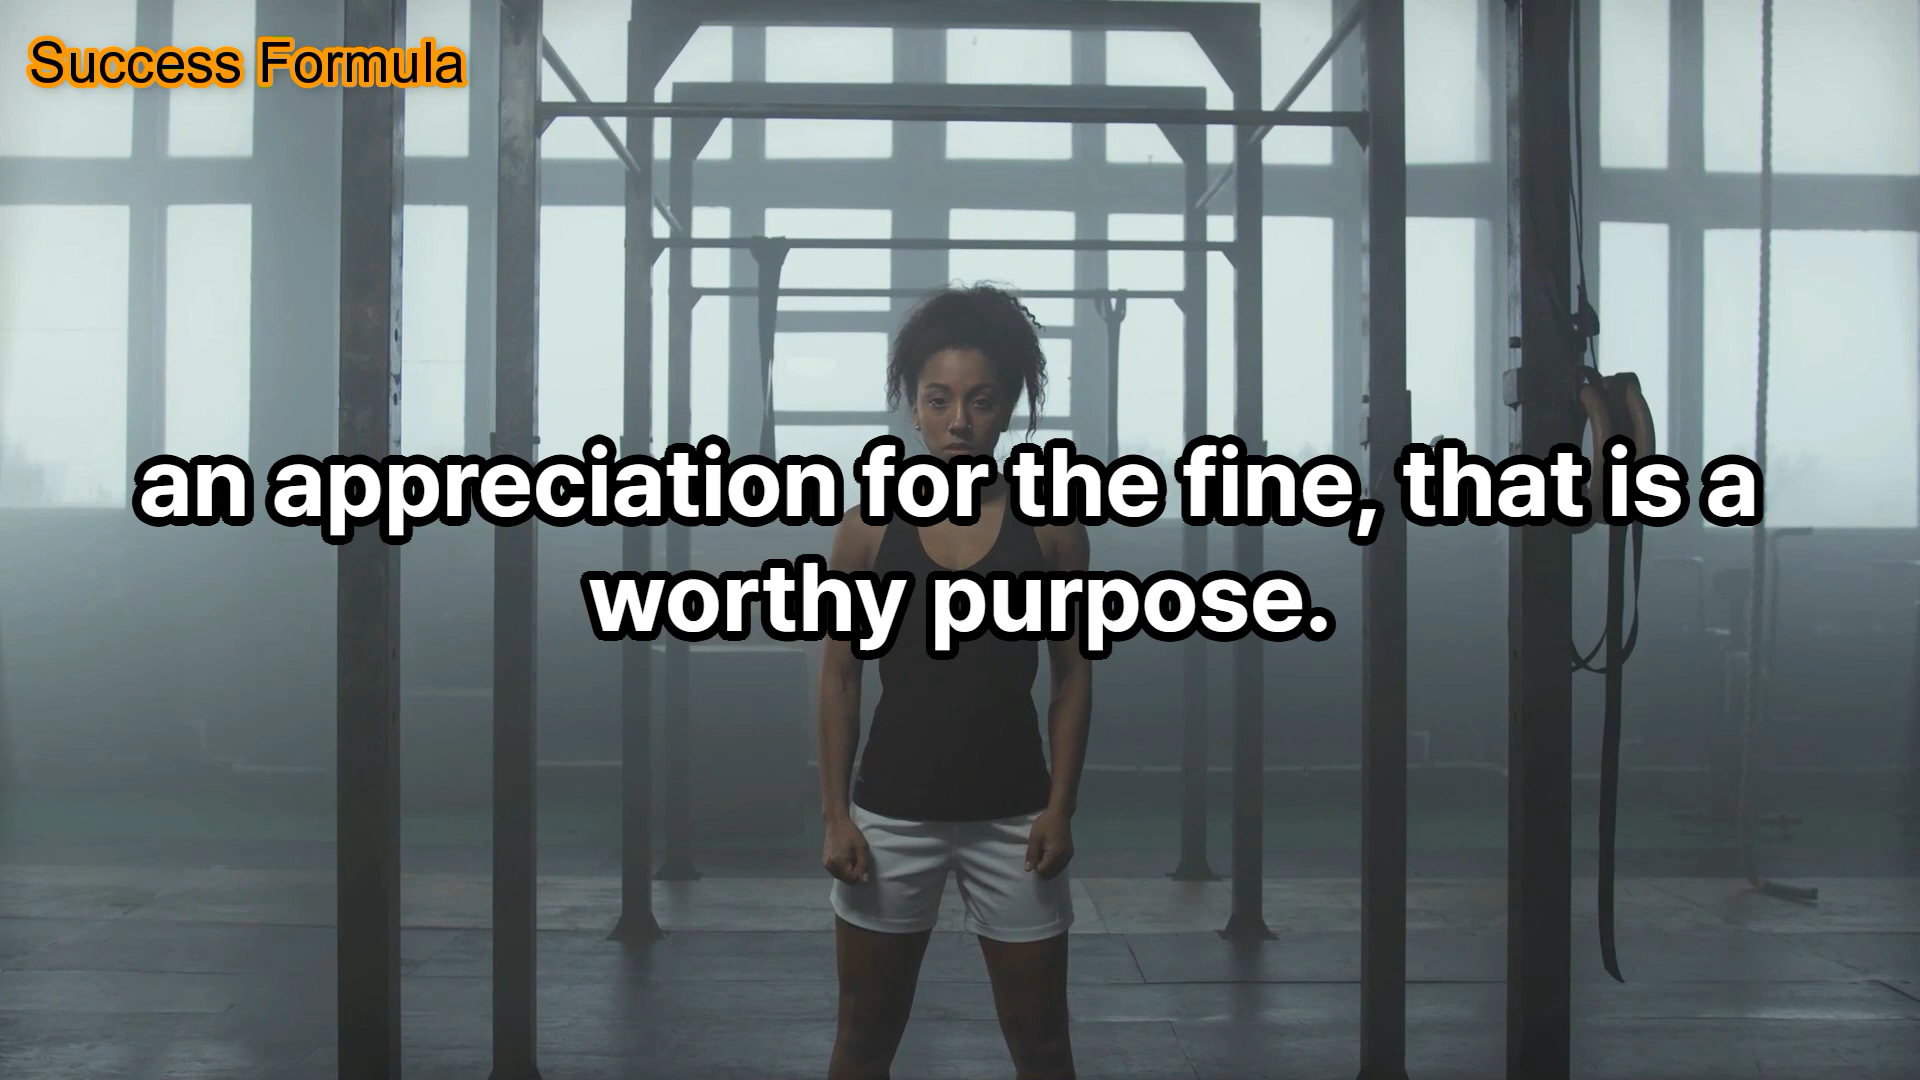 Success Formula
an appreciation for the fine, that is a
worthy purpose.